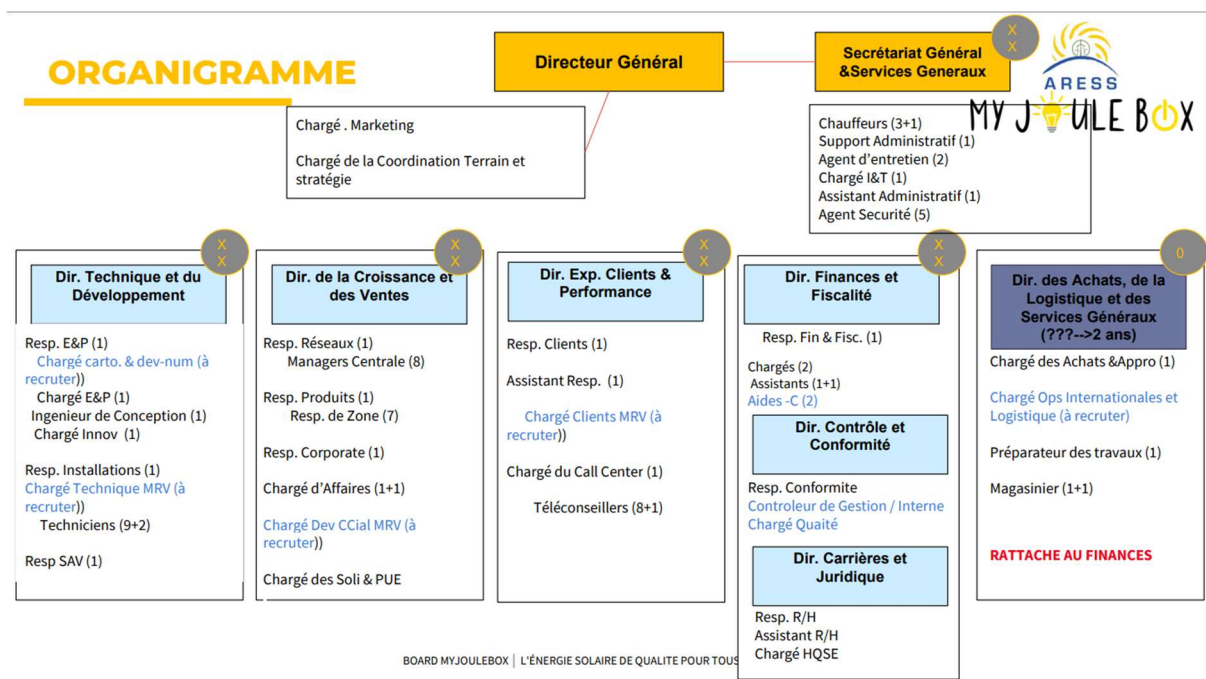 ORGANIGRAMME
Directeur Général
Secrétariat Général
&Services Generaux
X
X
ARESS
MY JOULE BOX
Chargé . Marketing
Chargé de la Coordination Terrain et
stratégie
Chauffeurs (3+1)
Support Administratif (1)
Agent d'entretien (2)
Chargé I&T (1)
Assistant Administratif (1)
Agent Securité (5)
X
X
Dir. Technique et du
Développement
Resp. E&P (1)
Chargé carto. & dev-num (à
recruter))
Chargé E&P (1)
Ingenieur de Conception (1)
Chargé Innov (1)
Resp. Installations (1)
Chargé Technique MRV (à
recruter))
Techniciens (9+2)
Resp SAV (1)
X
X
Dir. de la Croissance et
des Ventes
Resp. Réseaux (1)
Managers Centrale (8)
Resp. Produits (1)
Resp. de Zone (7)
Resp. Corporate (1)
Chargé d'Affaires (1+1)
Chargé Dev CCial MRV (à
recruter))
Chargé des Soli & PUE
X
X
Dir. Exp. Clients &
Performance
Resp. Clients (1)
Assistant Resp. (1)
Chargé Clients MRV (à
recruter))
Chargé du Call Center (1)
Téléconseillers (8+1)
X
X
Dir. Finances et
Fiscalité
Resp. Fin & Fisc. (1)
Chargés (2)
Assistants (1+1)
Aides -C (2)
Dir. Contrôle et
Conformité
Resp. Conformite
Controleur de Gestion / Interne
Chargé Quaité
Dir. Carrières et
Juridique
Resp. R/H
Assistant R/H
Chargé HQSE
0
Dir. des Achats, de la
Logistique et des
Services Généraux
(???-->2 ans)
Chargé des Achats &Appro (1)
Chargé Ops Internationales et
Logistique (à recruter)
Préparateur des travaux (1)
Magasinier (1+1)
RATTACHE AU FINANCES
BOARD MYJOULEBOX | L'ÉNERGIE SOLAIRE DE QUALITE POUR TOUS